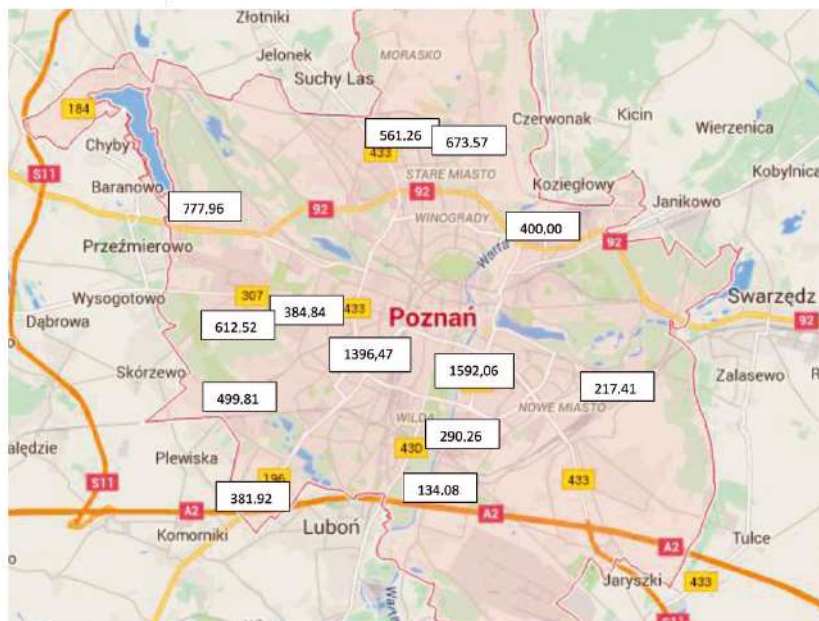 Złotniki
Jelonek
MORASKO
Suchy Las
184
Czerwonak
Kicin
Wierzenica
561.26
673.57
433
Chyby
S11
Baranowo
STARE MIASTO
92
Koziegłowy
Kobylnica
Janikowo
777.96
92
WINOGRADY
400,00
Przeźmierowo
Warta
92
Wysogotowo
307
384.84
433
Swarzędz
Dąbrowa
612.52
Poznań
92
1396,47
1592,06
Skórzewo
217.41
Zalasewo
499.81
NOWE MIASTO
WILDA
290.26
430
Plewiska
196
433
S11
381.92
134.08
A2
A2
Komorniki
Luboń
Tulce
A2
Jaryszki
433
S11